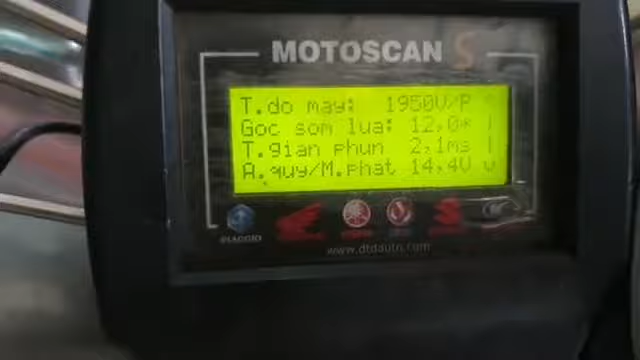 MOTOSCAN S
T.do may: 1950V/P
Goc som lua: 12,0*
T.gian phun 2,1ms
A.quy/M.phat 14,4V
PIAGGIO
www.dtdauto.com